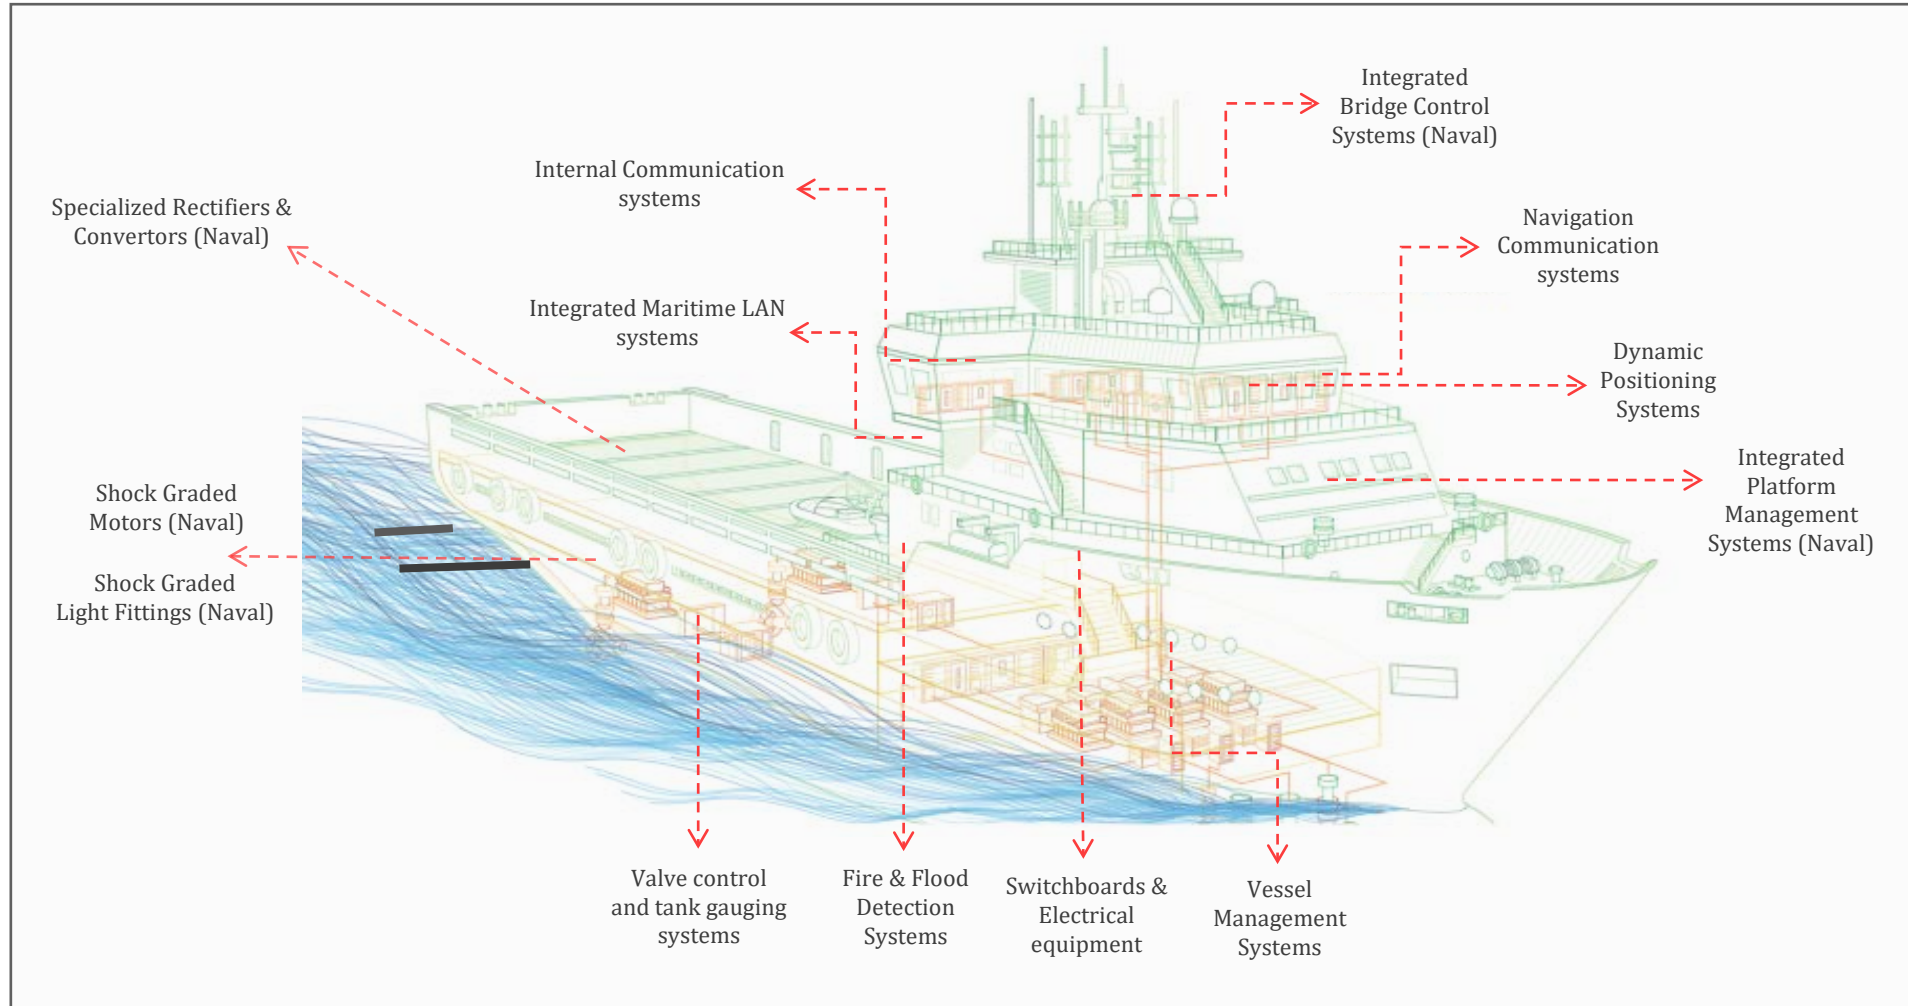 Integrated
Bridge Control
Systems (Naval)
Internal Communication
systems
Specialized Rectifiers &
Convertors (Naval)
Navigation
Communication
systems
Integrated Maritime LAN
systems
Dynamic
Positioning
Systems
Integrated
Platform
Management
Systems (Naval)
Shock Graded
Motors (Naval)
Shock Graded
Light Fittings (Naval)
Valve control
and tank gauging
systems
Fire & Flood
Detection
Systems
Switchboards &
Electrical
equipment
Vessel
Management
Systems